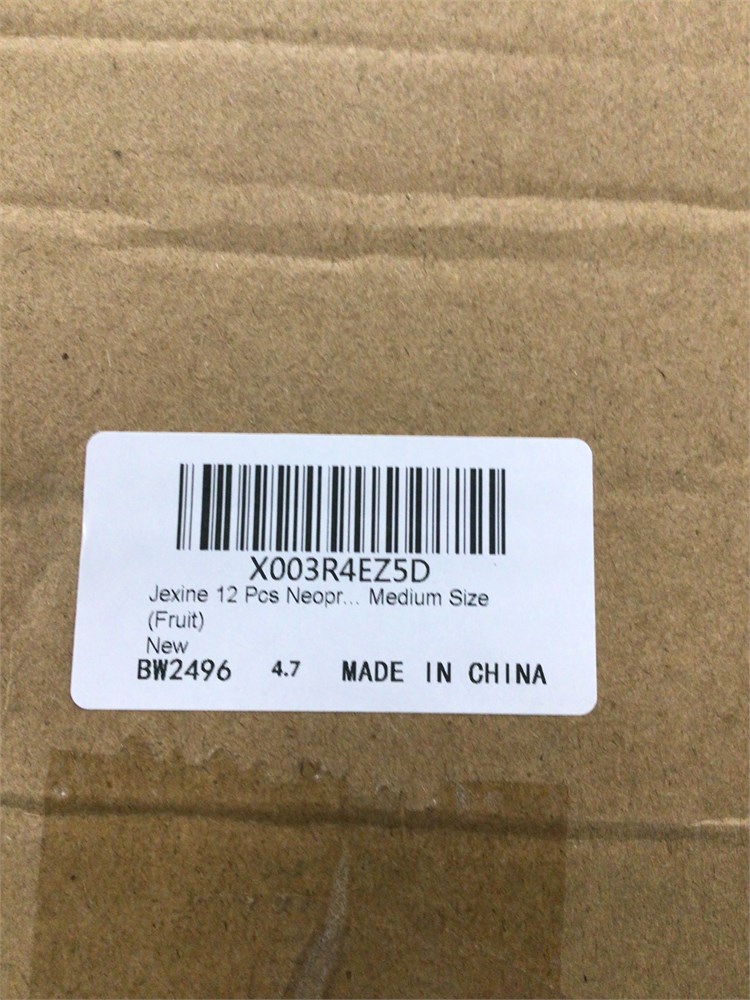 X003R4EZ5D
Jexine 12 Pcs Neopr... Medium Size
(Fruit)
New
BW2496 4.7 MADE IN CHINA